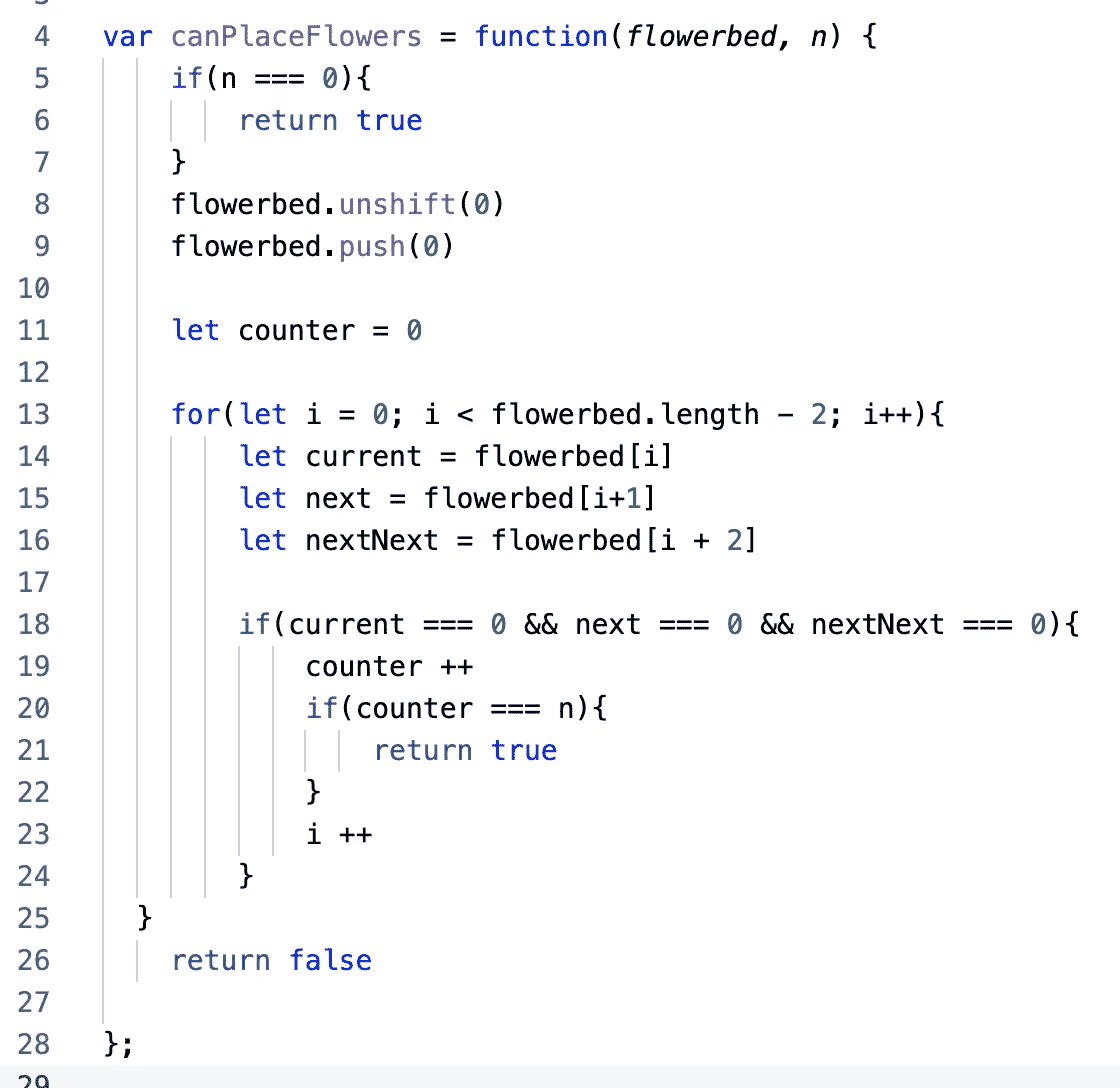 4 var canPlaceFlowers = function(flowerbed, n) {
5 if(n === 0){
6 return true
7 }
8 flowerbed.unshift(0)
9 flowerbed.push(0)
10
11 let counter = 0
12
13 for(let i = 0; i < flowerbed.length - 2; i++){
14 let current = flowerbed[i]
15 let next = flowerbed[i+1]
16 let nextNext = flowerbed[i + 2]
17
18 if(current === 0 && next === 0 && nextNext === 0){
19 counter ++
20 if(counter === n){
21 return true
22 }
23 i ++
24 }
25 }
26 return false
27
28 };
29